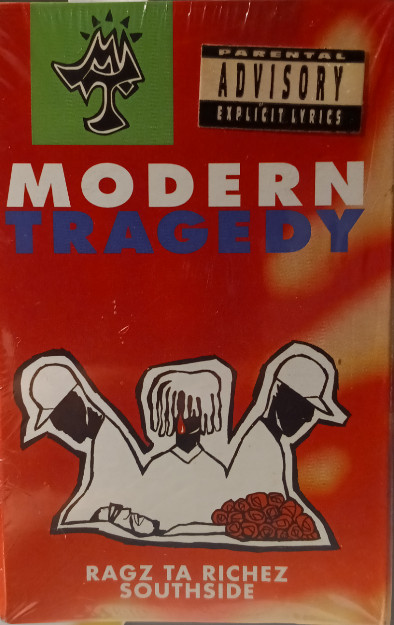 PARENTAL
ADVISORY
EXPLICIT LYRICS
MODERN
TRAGEDY
RAGZ TA RICHEZ
SOUTHSIDE